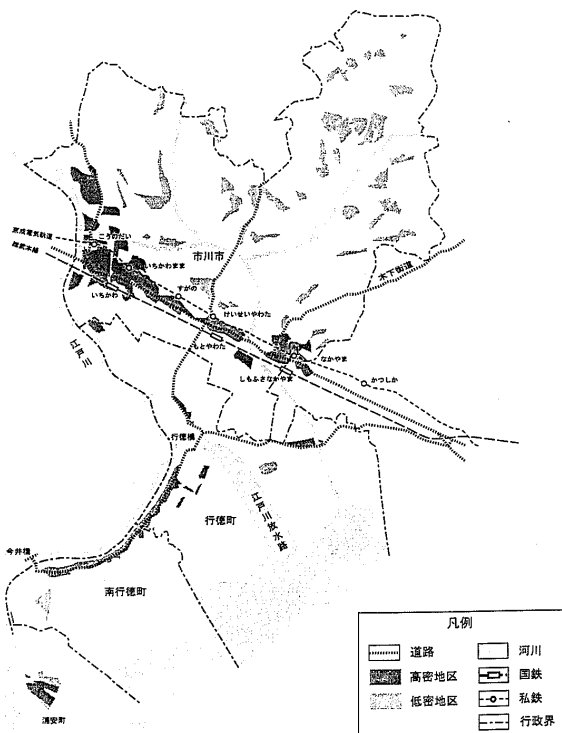 京成電気軌道
総武本線
こうのだい
いちかわまま
市川市
すがの
いちかわ
けいせいやわた
木下街道
江戸川
もとやわた
なかやま
しもふさなかやま
かつしか
行徳橋
行徳町
江戸川放水路
今井橋
南行徳町
浦安町
凡例
道路
河川
高密地区
国鉄
低密地区
私鉄
行政界